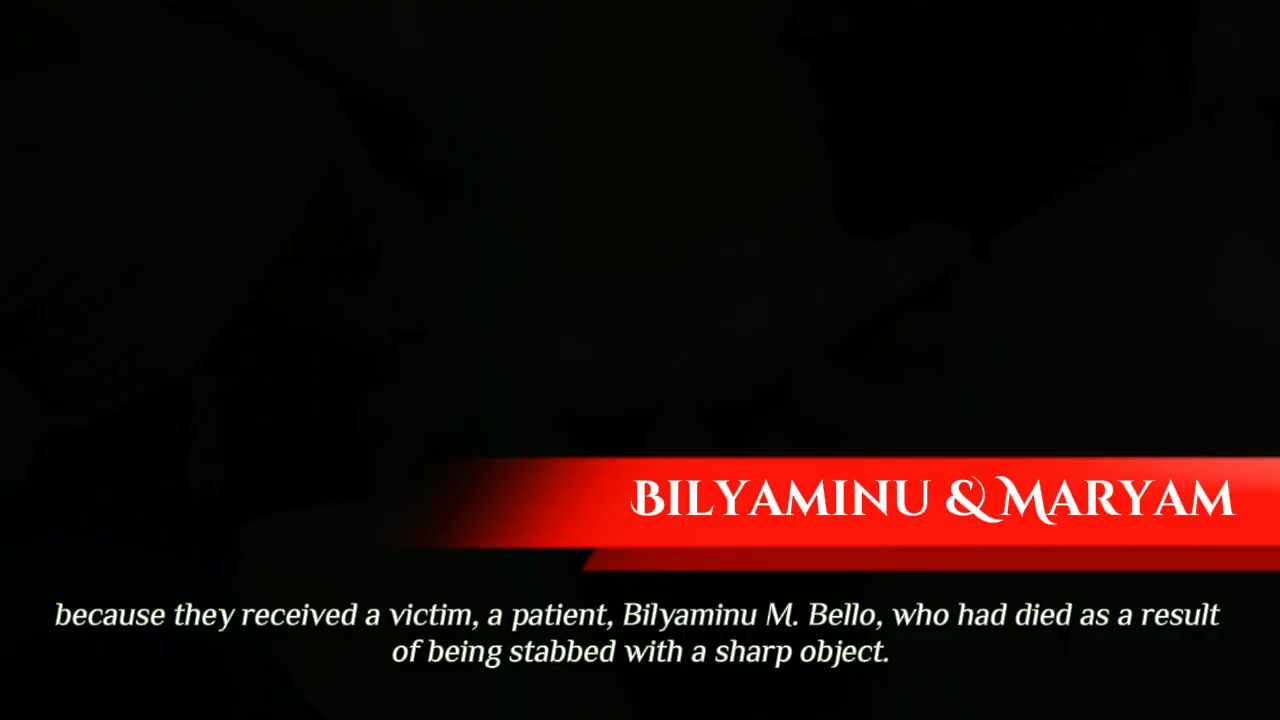 BILYAMINU & MARYAM
because they received a victim, a patient, Bilyaminu M. Bello, who had died as a result
of being stabbed with a sharp object.